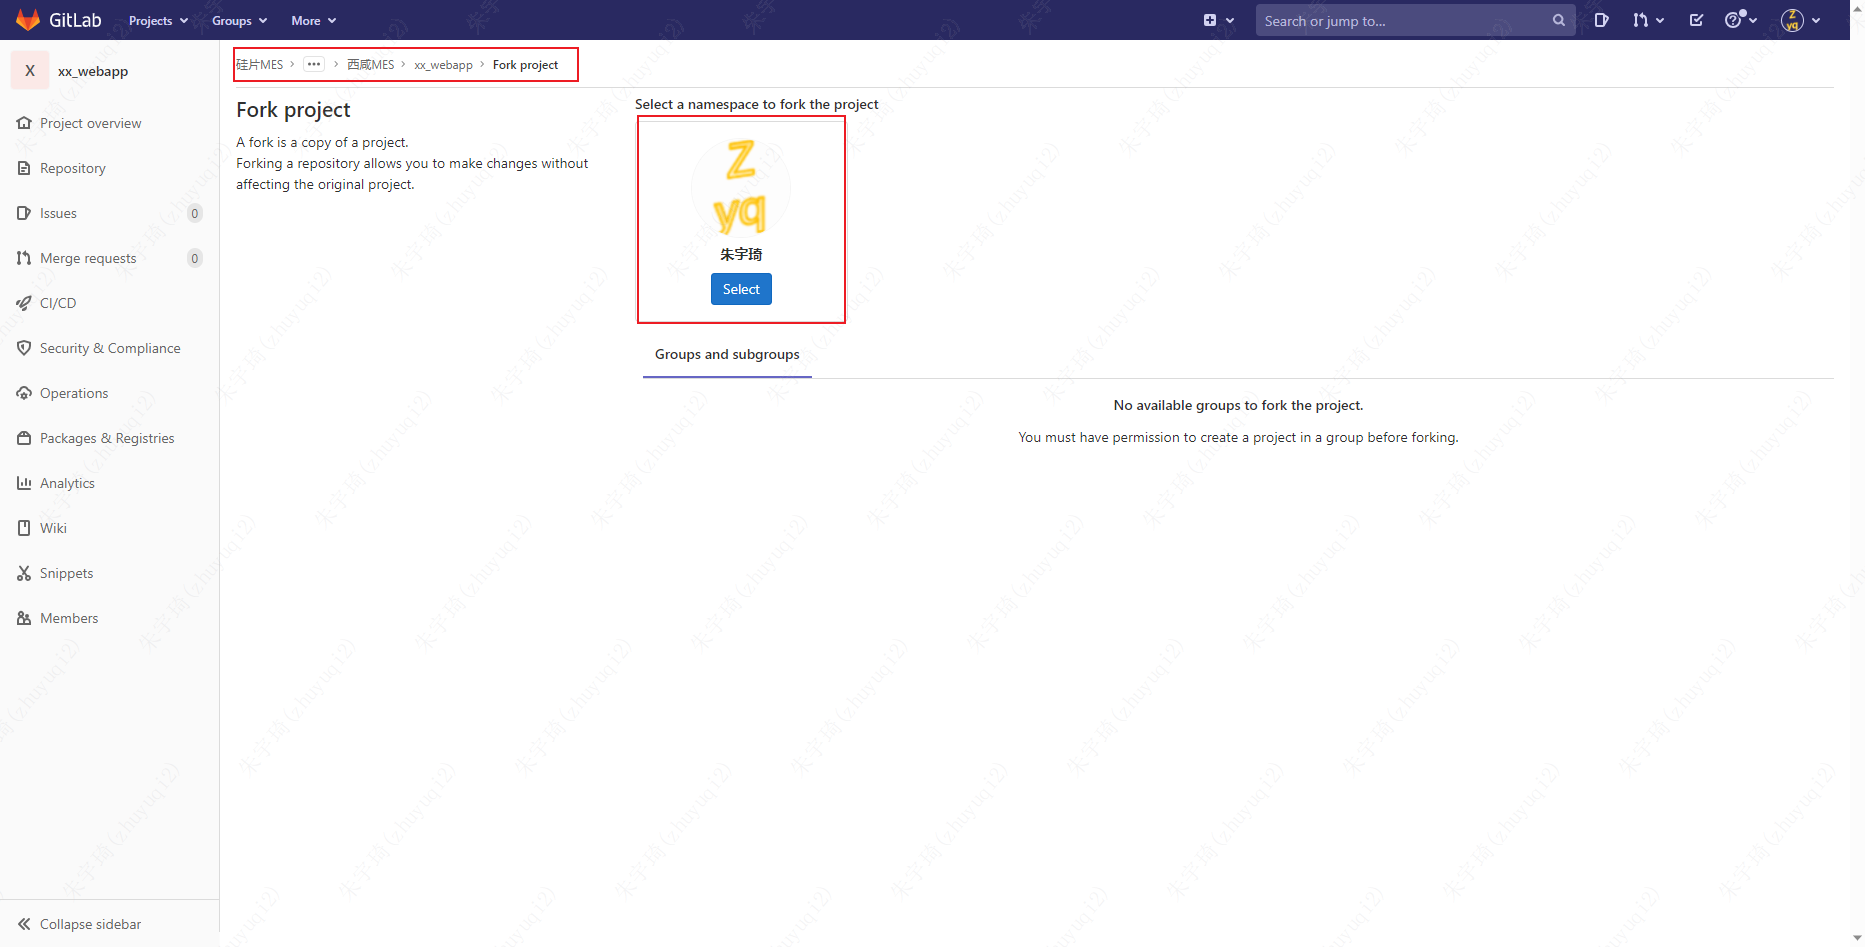 GitLab Projects Groups More Search or jump to...
X xx_webapp
Project overview
Repository
Issues 0
Merge requests 0
CI/CD
Security & Compliance
Operations
Packages & Registries
Analytics
Wiki
Snippets
Members
Collapse sidebar
硅片MES > ... > 西咸MES > xx_webapp > Fork project
Fork project
A fork is a copy of a project.
Forking a repository allows you to make changes without
affecting the original project.
Select a namespace to fork the project
Z
yq
朱宇琦
Select
Groups and subgroups
No available groups to fork the project.
You must have permission to create a project in a group before forking.
朱宇琦(zhuyuqi2)